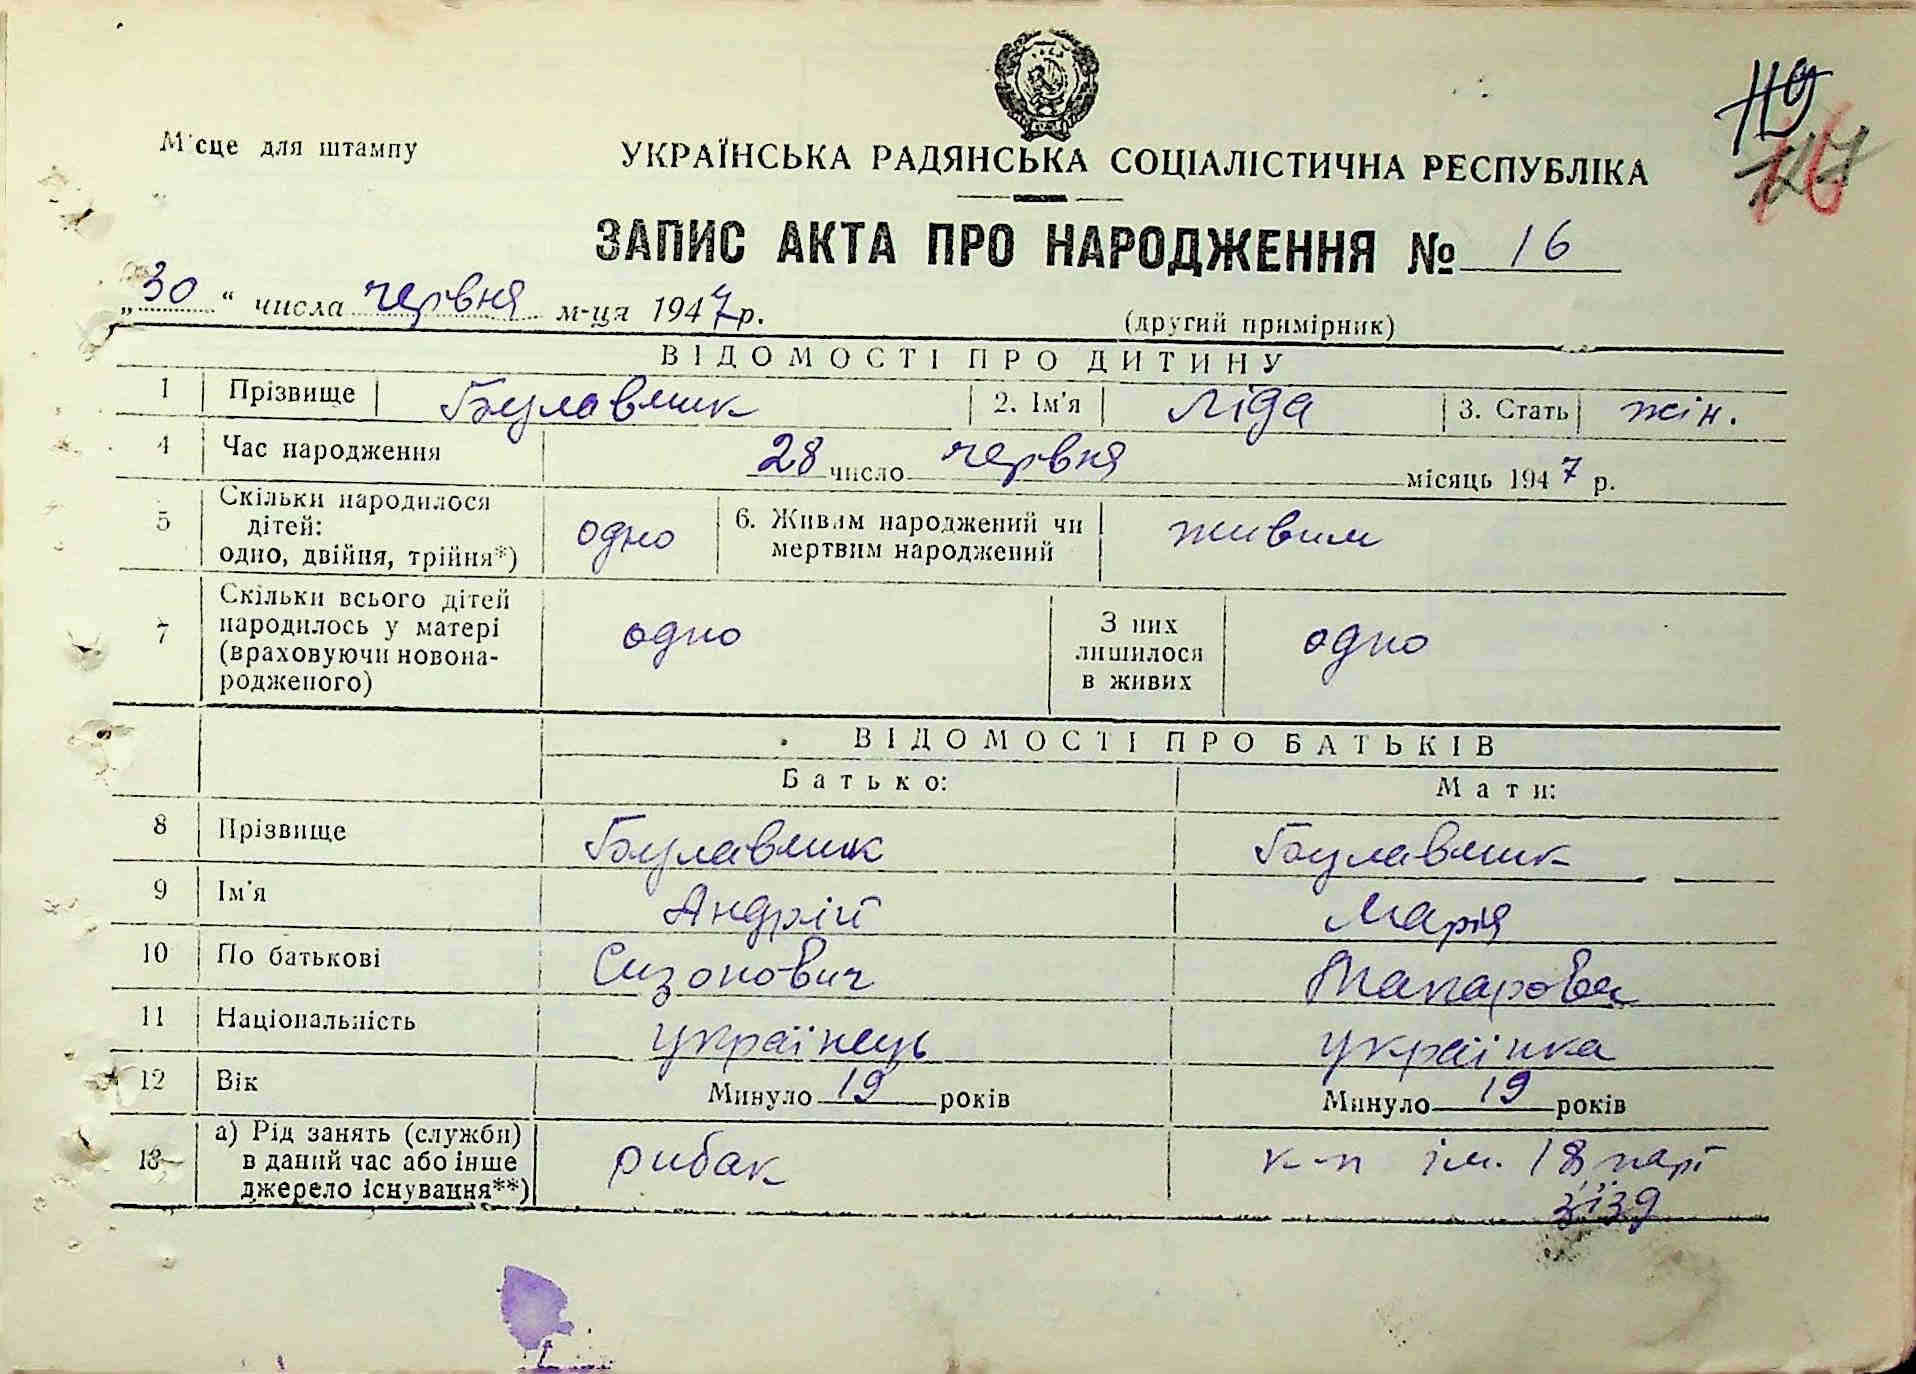 119
127
16
М сце для штампу
УКРАЇНСЬКА РАДЯНСЬКА СОЦІАЛІСТИЧНА РЕСПУБЛІКА
ЗАПИС АКТА ПРО НАРОДЖЕННЯ № 16
„30“ числа червня м-ця 1947 р.
(другий примірник)
ВІДОМОСТІ ПРО ДИТИНУ
1 Прізвище Булавник 2. Ім'я Ліда 3. Стать жін.
4 Час народження 28 число червня місяць 1947 р.
5 Скільки народилося дітей: одно, двійня, трійня*) одно 6. Живим народжений чи мертвим народжений живим
7 Скільки всього дітей народилось у матері (враховуючи новонародженого) одно З них лишилося в живих одно
ВІДОМОСТІ ПРО БАТЬКІВ
Батько: Мати:
8 Прізвище Булавник Булавник
9 Ім'я Андрій Марія
10 По батькові Сизонович Макарова
11 Національність українець українка
12 Вік Минуло 19 років Минуло 19 років
13 а) Рід занять (служби) в даний час або інше джерело існування**) рибак к-п ім. 18 парт
з'їзд